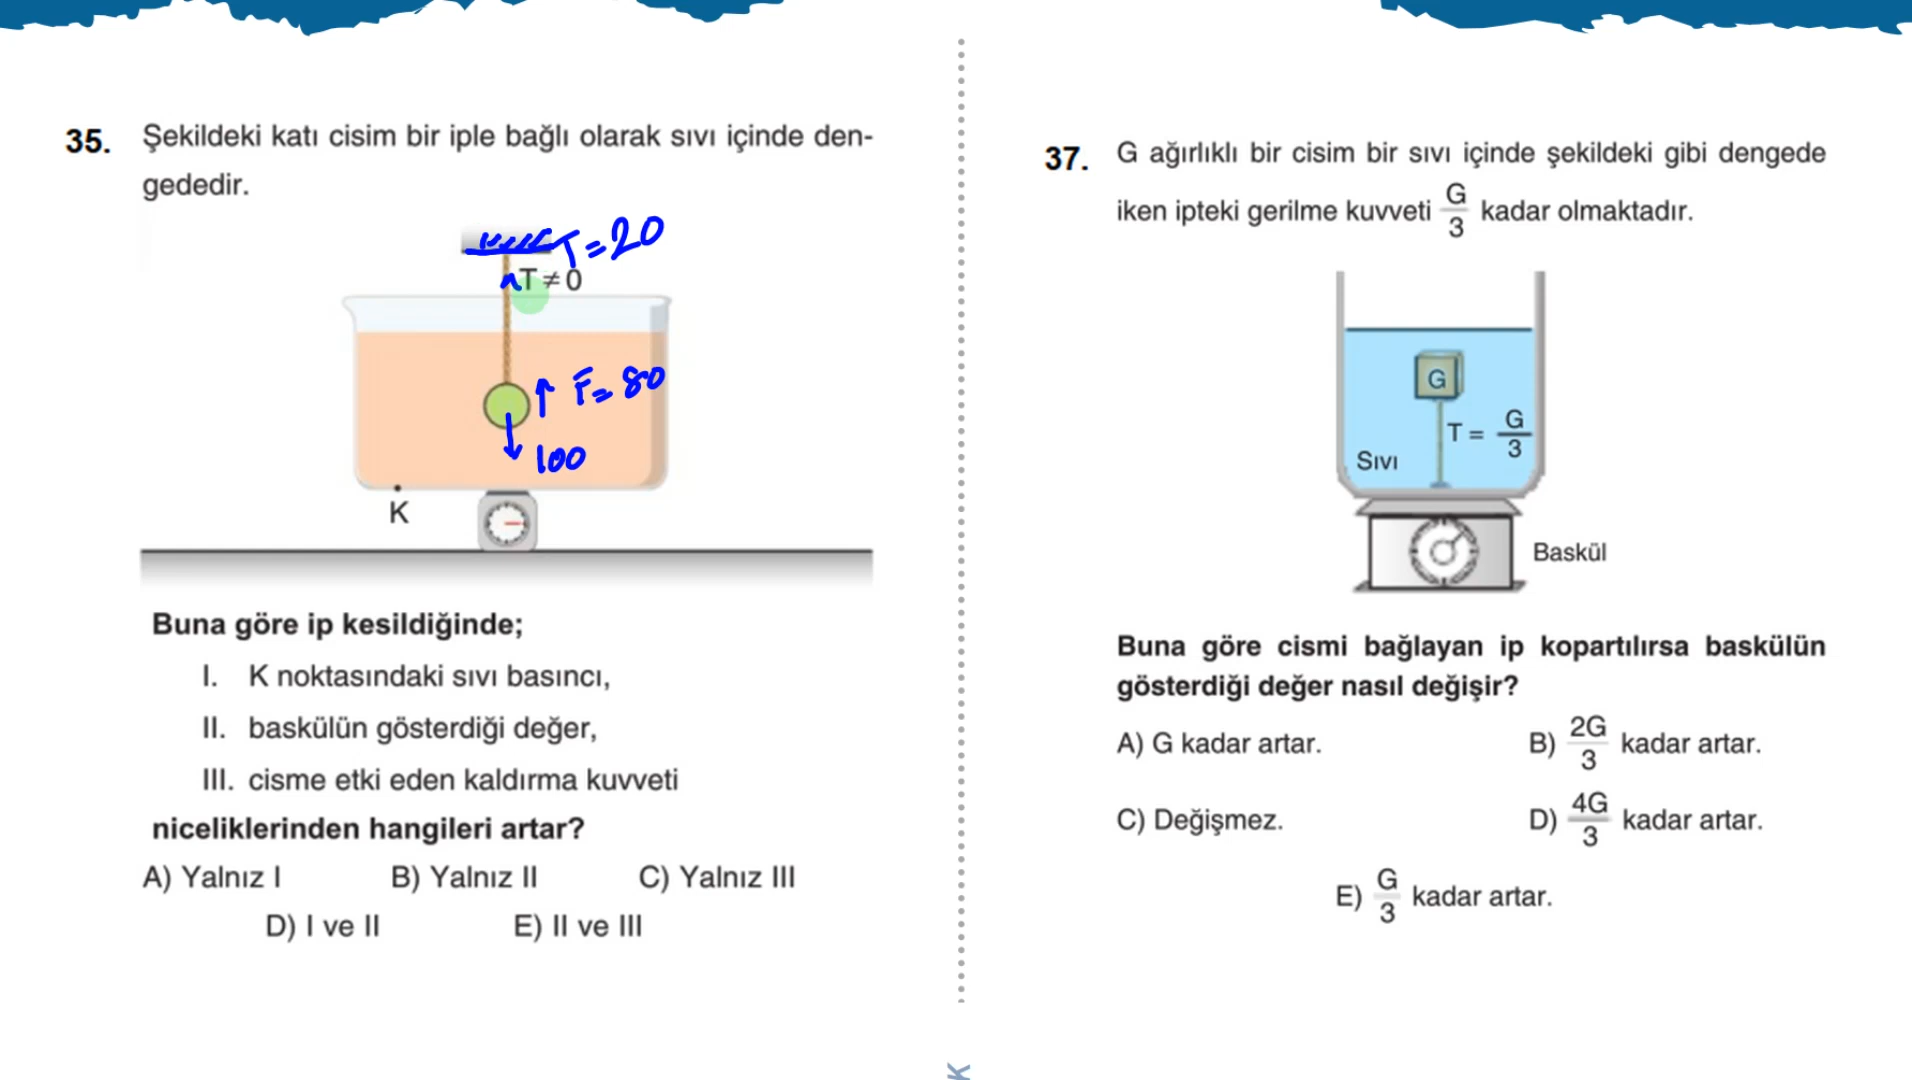 35. Şekildeki katı cisim bir iple bağlı olarak sıvı içinde den-
gededir.
T=20
T ≠ 0
F= 80
100
K
Buna göre ip kesildiğinde;
I. K noktasındaki sıvı basıncı,
II. baskülün gösterdiği değer,
III. cisme etki eden kaldırma kuvveti
niceliklerinden hangileri artar?
A) Yalnız I B) Yalnız II C) Yalnız III
D) I ve II E) II ve III
37. G ağırlıklı bir cisim bir sıvı içinde şekildeki gibi dengede
iken ipteki gerilme kuvveti G/3 kadar olmaktadır.
G
T = G/3
Sıvı
Baskül
Buna göre cismi bağlayan ip kopartılırsa baskülün
gösterdiği değer nasıl değişir?
A) G kadar artar. B) 2G/3 kadar artar.
C) Değişmez. D) 4G/3 kadar artar.
E) G/3 kadar artar.
K